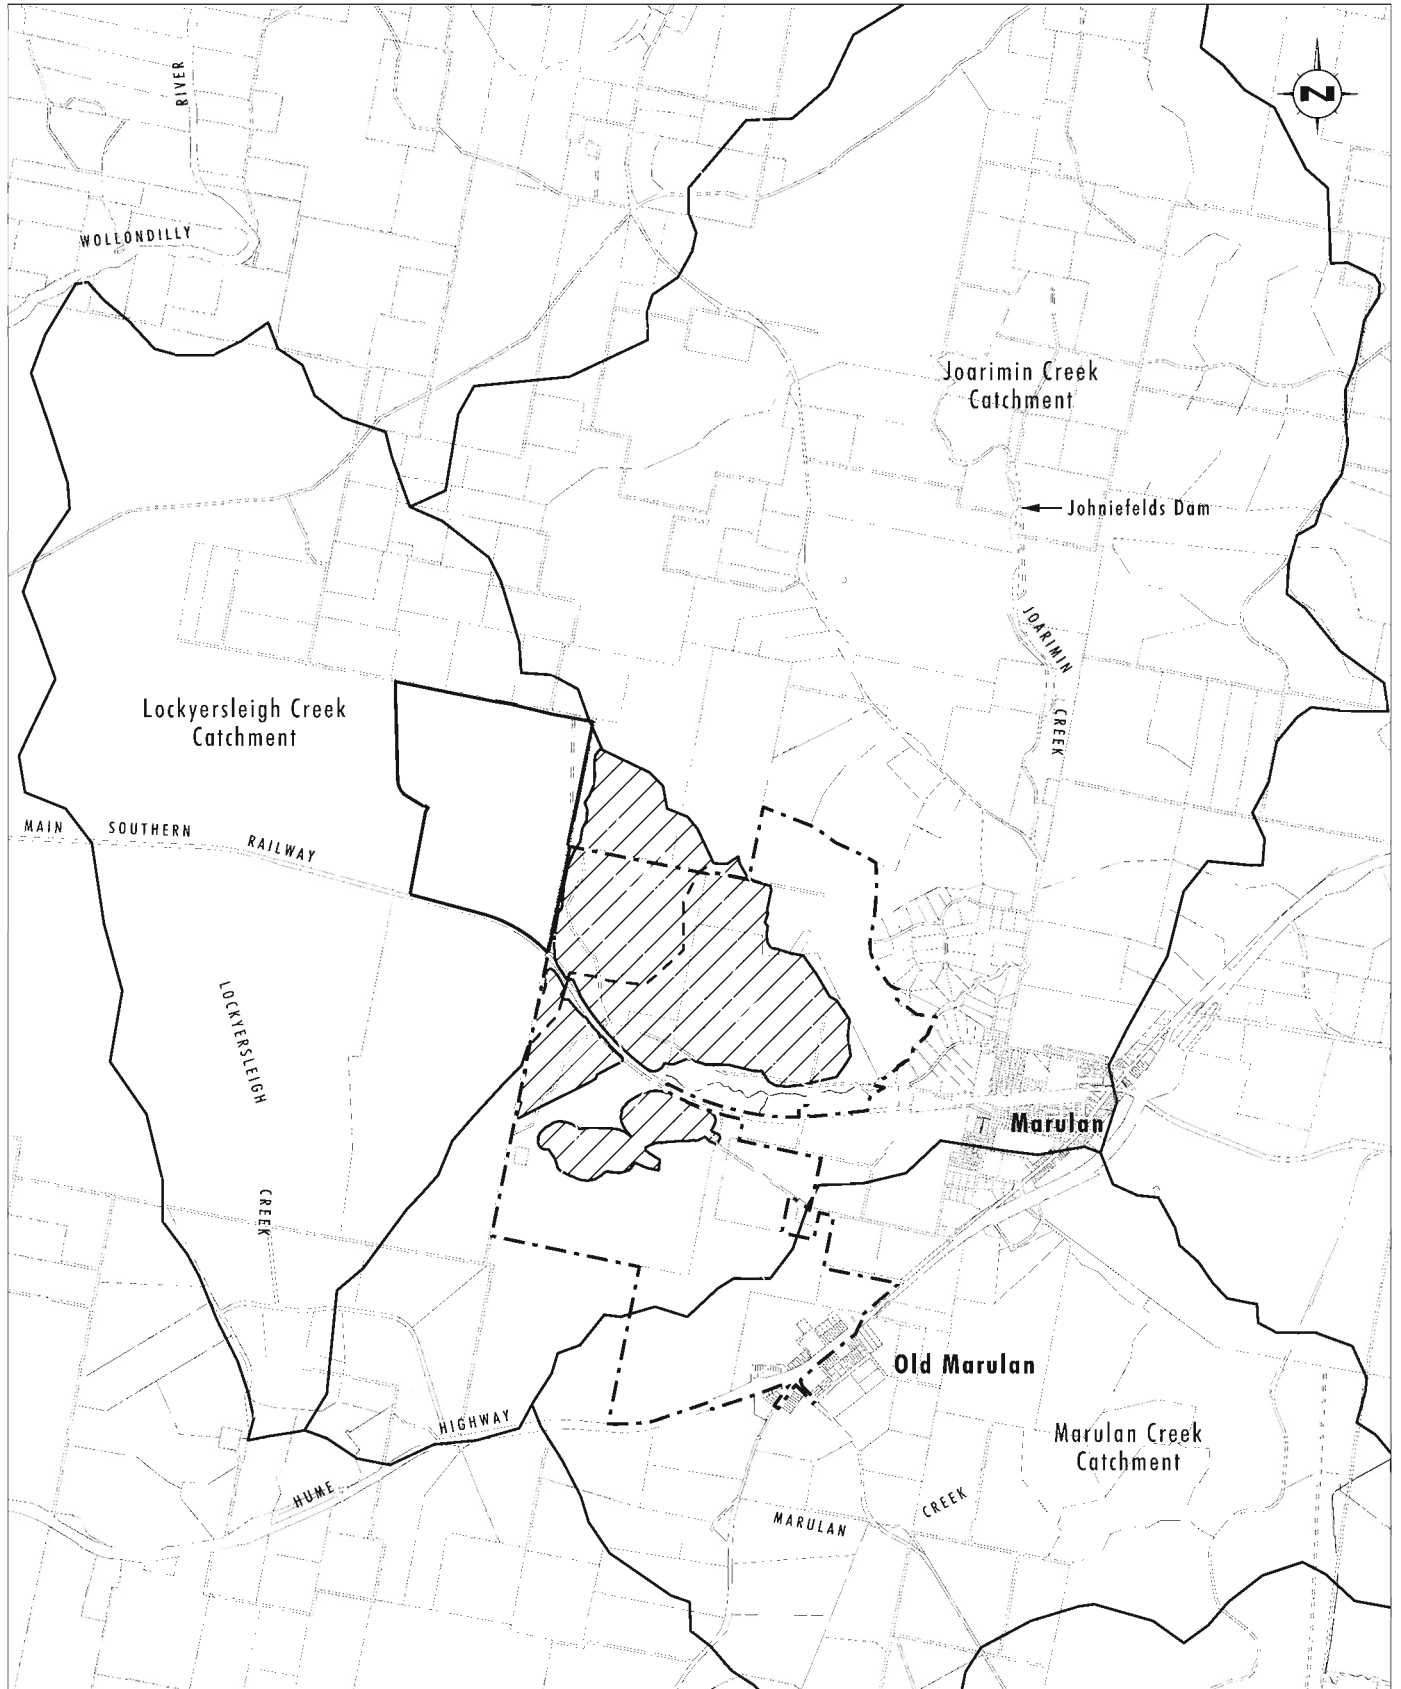 RIVER
N
WOLLONDILLY
Joarimin Creek
Catchment
Johniefelds Dam
JOARIMIN
CREEK
Lockyersleigh Creek
Catchment
MAIN SOUTHERN RAILWAY
LOCKYERSLEIGH
CREEK
Marulan
Old Marulan
HIGHWAY
HUME
Marulan Creek
Catchment
MARULAN
CREEK